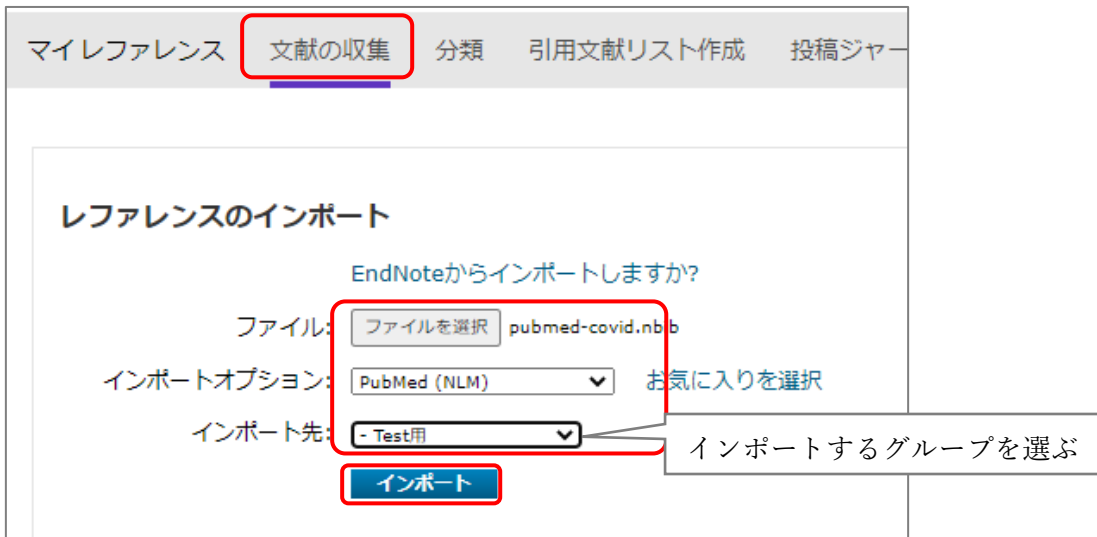 マイレファレンス 文献の収集 分類 引用文献リスト作成 投稿ジャー
レファレンスのインポート
EndNoteからインポートしますか?
ファイル: ファイルを選択 pubmed-covid.nbib
インポートオプション: PubMed (NLM) お気に入りを選択
インポート先: - Test用
インポートするグループを選ぶ
インポート